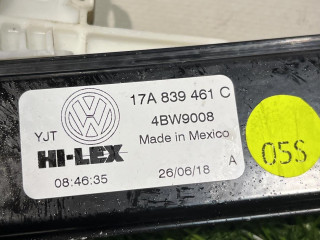 17A 839 461 C
4BW9008
YJT
Made in Mexico
HI-LEX
08:46:35
26/06/18
A
05S